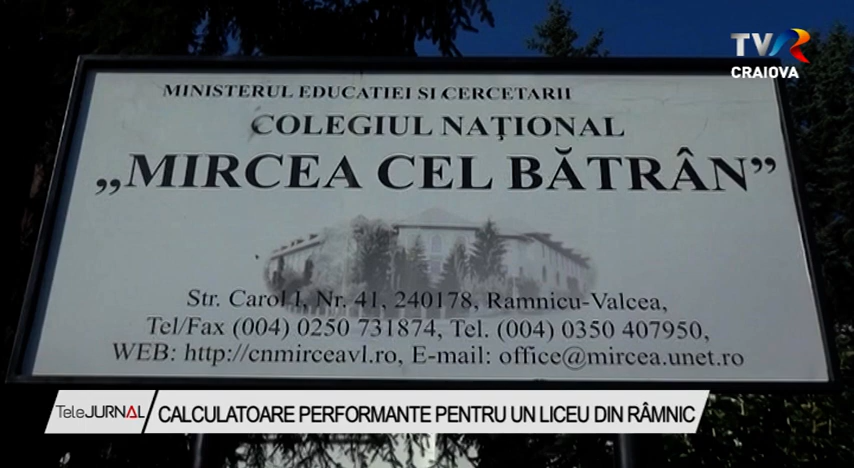 TVR
CRAIOVA
MINISTERUL EDUCATIEI SI CERCETARII
COLEGIUL NAŢIONAL
„MIRCEA CEL BĂTRÂN”
Str. Carol I, Nr. 41, 240178, Ramnicu-Valcea,
Tel/Fax (004) 0250 731874, Tel. (004) 0350 407950,
WEB: http://cnmirceavl.ro, E-mail: office@mircea.unet.ro
TeleJURNAL
CALCULATOARE PERFORMANTE PENTRU UN LICEU DIN RÂMNIC